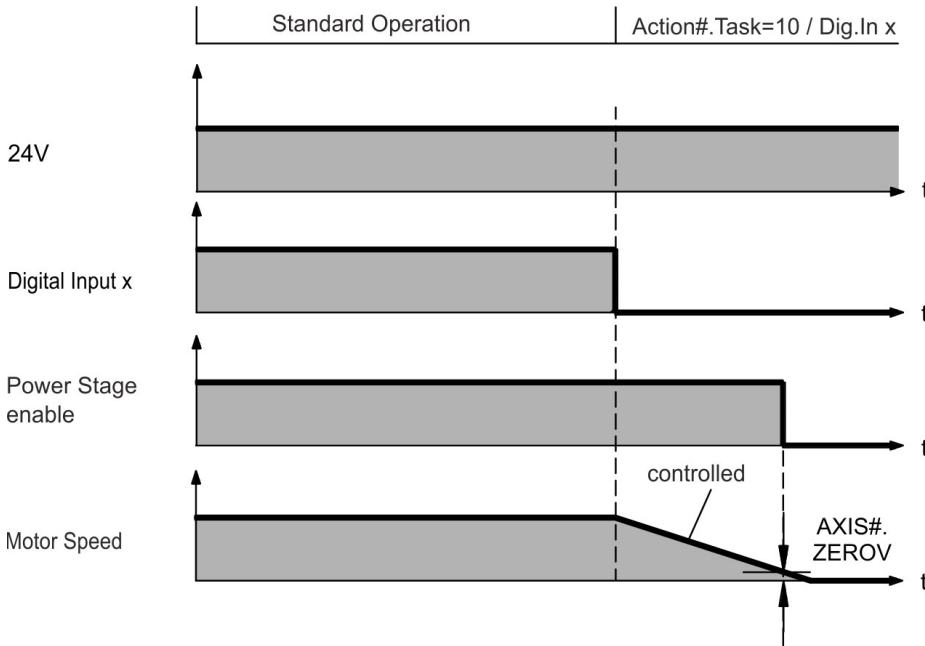 Standard Operation
Action#.Task=10 / Dig.In x
24V
t
Digital Input x
t
Power Stage
enable
t
controlled
Motor Speed
AXIS#.
ZEROV
t